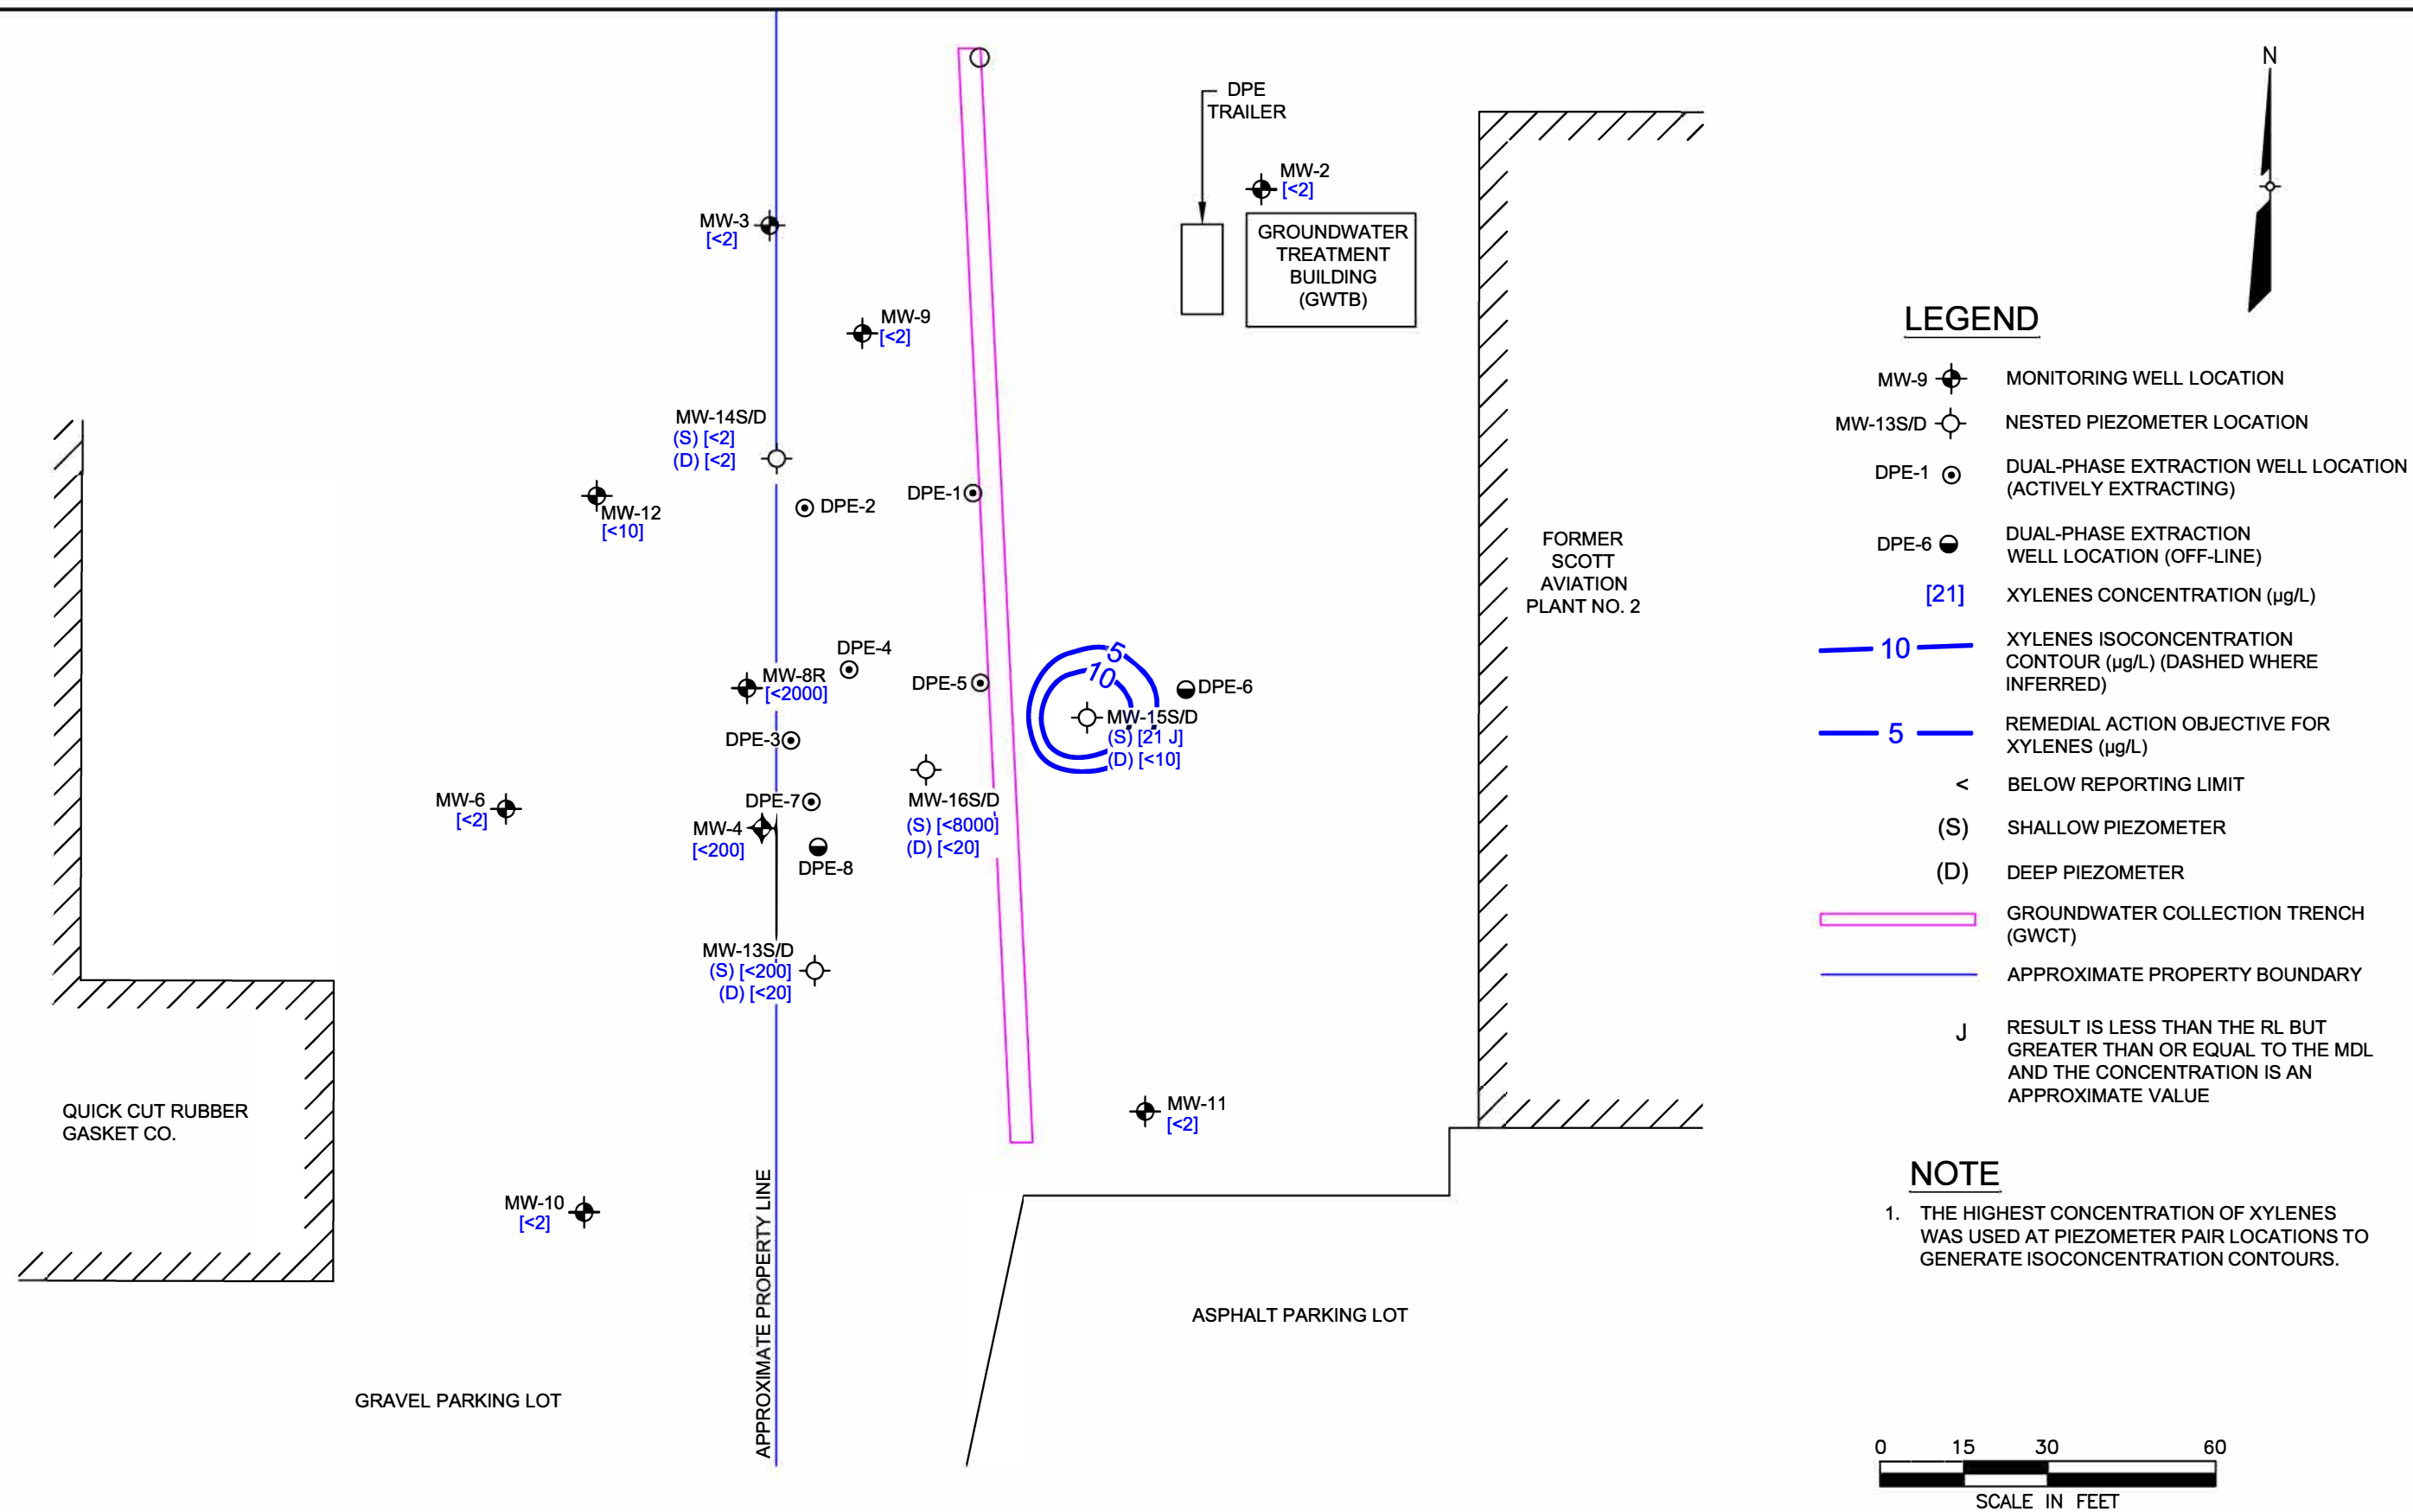 N
DPE
TRAILER
MW-2
[<2]
GROUNDWATER
TREATMENT
BUILDING
(GWTB)
MW-3
[<2]
MW-9
[<2]
MW-14S/D
(S) [<2]
(D) [<2]
MW-12
[<10]
DPE-2
DPE-1
FORMER
SCOTT
AVIATION
PLANT NO. 2
DPE-4
MW-8R
[<2000]
DPE-5
5
10
DPE-6
MW-15S/D
(S) [21 J]
(D) [<10]
DPE-3
MW-6
[<2]
DPE-7
MW-4
[<200]
DPE-8
MW-16S/D
(S) [<8000]
(D) [<20]
MW-13S/D
(S) [<200]
(D) [<20]
MW-11
[<2]
QUICK CUT RUBBER
GASKET CO.
MW-10
[<2]
APPROXIMATE PROPERTY LINE
ASPHALT PARKING LOT
GRAVEL PARKING LOT
LEGEND
MW-9 MONITORING WELL LOCATION
MW-13S/D NESTED PIEZOMETER LOCATION
DPE-1 DUAL-PHASE EXTRACTION WELL LOCATION
(ACTIVELY EXTRACTING)
DPE-6 DUAL-PHASE EXTRACTION
WELL LOCATION (OFF-LINE)
[21] XYLENES CONCENTRATION (µg/L)
10 XYLENES ISOCONCENTRATION
CONTOUR (µg/L) (DASHED WHERE
INFERRED)
5 REMEDIAL ACTION OBJECTIVE FOR
XYLENES (µg/L)
< BELOW REPORTING LIMIT
(S) SHALLOW PIEZOMETER
(D) DEEP PIEZOMETER
GROUNDWATER COLLECTION TRENCH
(GWCT)
APPROXIMATE PROPERTY BOUNDARY
J RESULT IS LESS THAN THE RL BUT
GREATER THAN OR EQUAL TO THE MDL
AND THE CONCENTRATION IS AN
APPROXIMATE VALUE
NOTE
1. THE HIGHEST CONCENTRATION OF XYLENES
WAS USED AT PIEZOMETER PAIR LOCATIONS TO
GENERATE ISOCONCENTRATION CONTOURS.
0 15 30 60
SCALE IN FEET